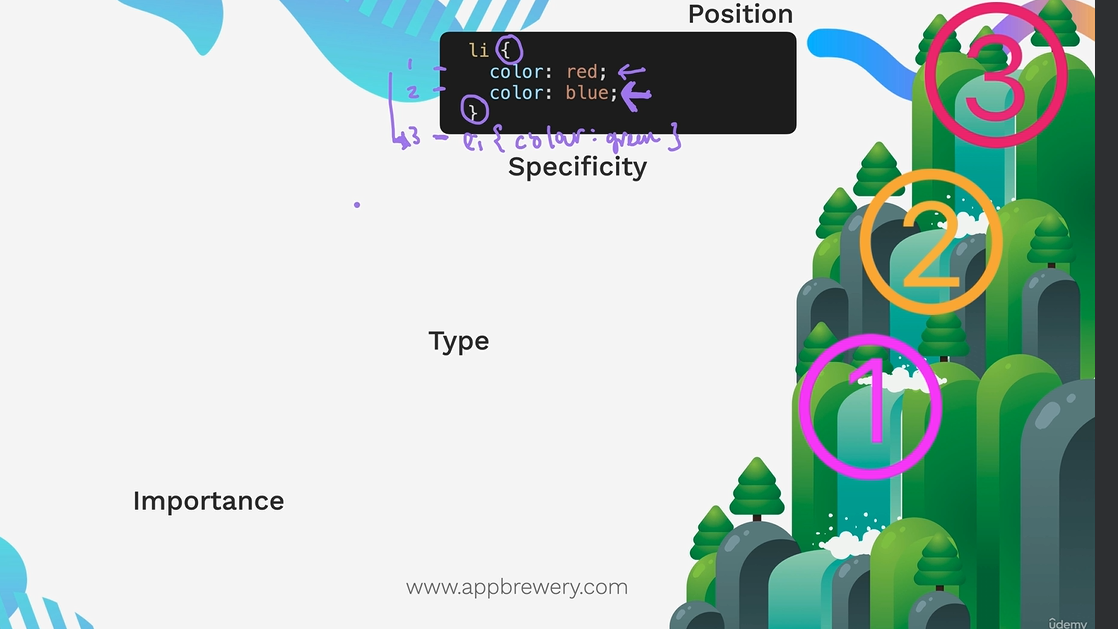 Position
li {
1 - color: red;
2 - color: blue;
}
3 - li { color: green }
Specificity
Type
Importance
www.appbrewery.com
3
2
1
ûdemy